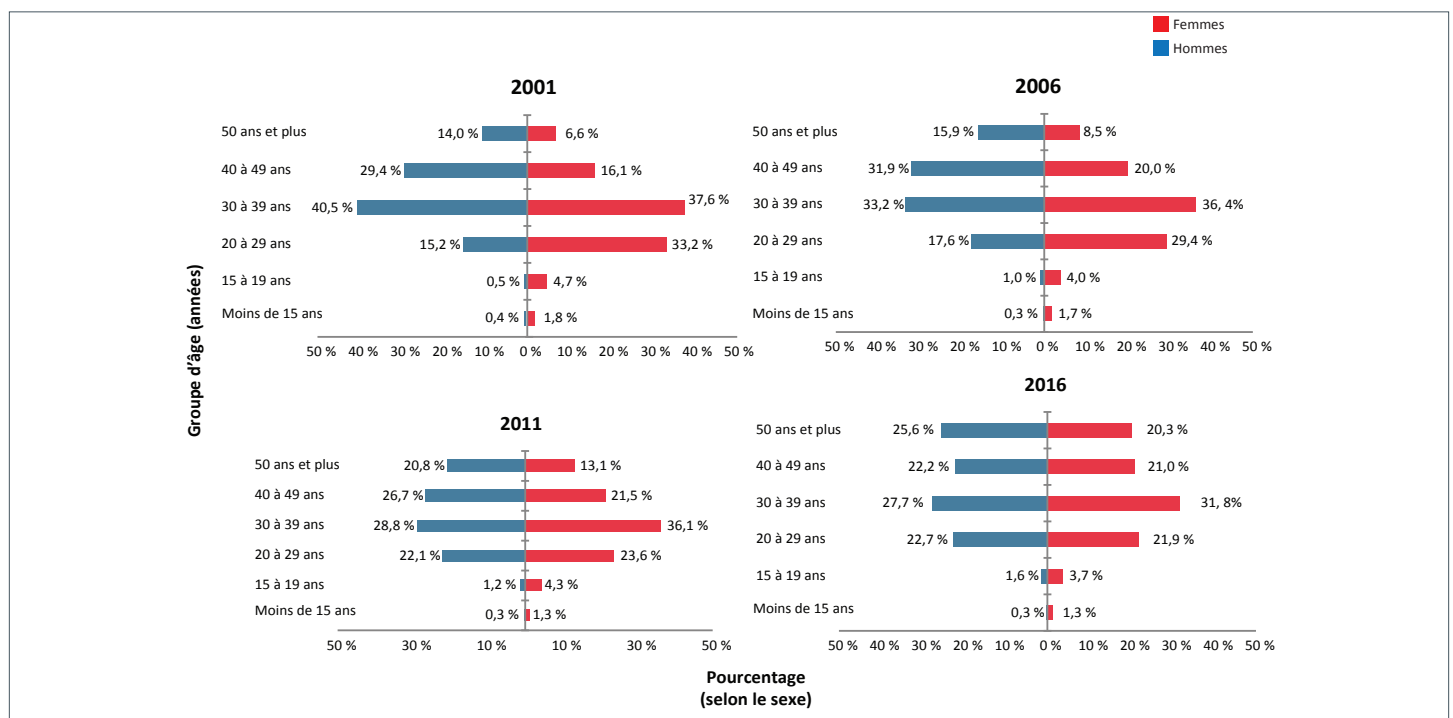 Femmes
Hommes
2001
50 ans et plus 14,0 % 6,6 %
40 à 49 ans 29,4 % 16,1 %
30 à 39 ans 40,5 % 37,6 %
20 à 29 ans 15,2 % 33,2 %
15 à 19 ans 0,5 % 4,7 %
Moins de 15 ans 0,4 % 1,8 %
50 % 40 % 30 % 10 % 0 % 10 % 20 % 30 % 40 % 50 %
2006
50 ans et plus 15,9 % 8,5 %
40 à 49 ans 31,9 % 20,0 %
30 à 39 ans 33,2 % 36, 4%
20 à 29 ans 17,6 % 29,4 %
15 à 19 ans 1,0 % 4,0 %
Moins de 15 ans 0,3 % 1,7 %
50 % 40 % 30 % 20 % 10 % 0 % 10 % 20 % 30 % 40 % 50 %
Groupe d'âge (années)
2011
50 ans et plus 20,8 % 13,1 %
40 à 49 ans 26,7 % 21,5 %
30 à 39 ans 28,8 % 36,1 %
20 à 29 ans 22,1 % 23,6 %
15 à 19 ans 1,2 % 4,3 %
Moins de 15 ans 0,3 % 1,3 %
50 % 30 % 10 % 10 % 30 % 50 %
2016
50 ans et plus 25,6 % 20,3 %
40 à 49 ans 22,2 % 21,0 %
30 à 39 ans 27,7 % 31, 8%
20 à 29 ans 22,7 % 21,9 %
15 à 19 ans 1,6 % 3,7 %
Moins de 15 ans 0,3 % 1,3 %
50 % 40 % 30 % 20 % 10 % 0 % 10 % 20 % 30 % 40 % 50 %
Pourcentage
(selon le sexe)